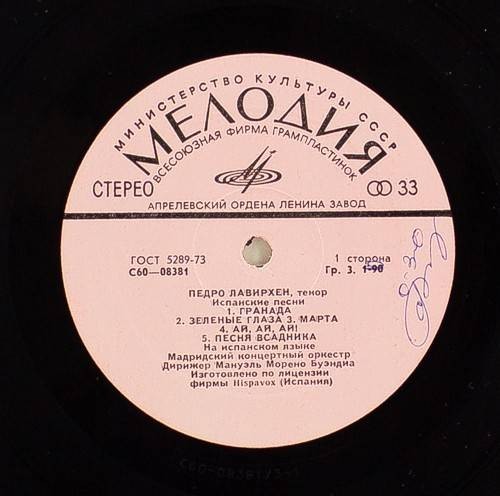 МИНИСТЕРСТВО КУЛЬТУРЫ СССР
МЕЛОДИЯ
ВСЕСОЮЗНАЯ ФИРМА ГРАМПЛАСТИНОК
СТЕРЕО 33
АПРЕЛЕВСКИЙ ОРДЕНА ЛЕНИНА ЗАВОД
ГОСТ 5289-73 1 сторона
С60—08381 Гр. 3. 1-90
ПЕДРО ЛАВИРХЕН, тенор
Испанские песни
1. ГРАНАДА
2. ЗЕЛЕНЫЕ ГЛАЗА 3. МАРТА
4. АЙ, АЙ, АЙ!
5. ПЕСНЯ ВСАДНИКА
На испанском языке
Мадридский концертный оркестр
Дирижер Мануэль Морено Буэндиа
Изготовлено по лицензии
фирмы Hispavox (Испания)